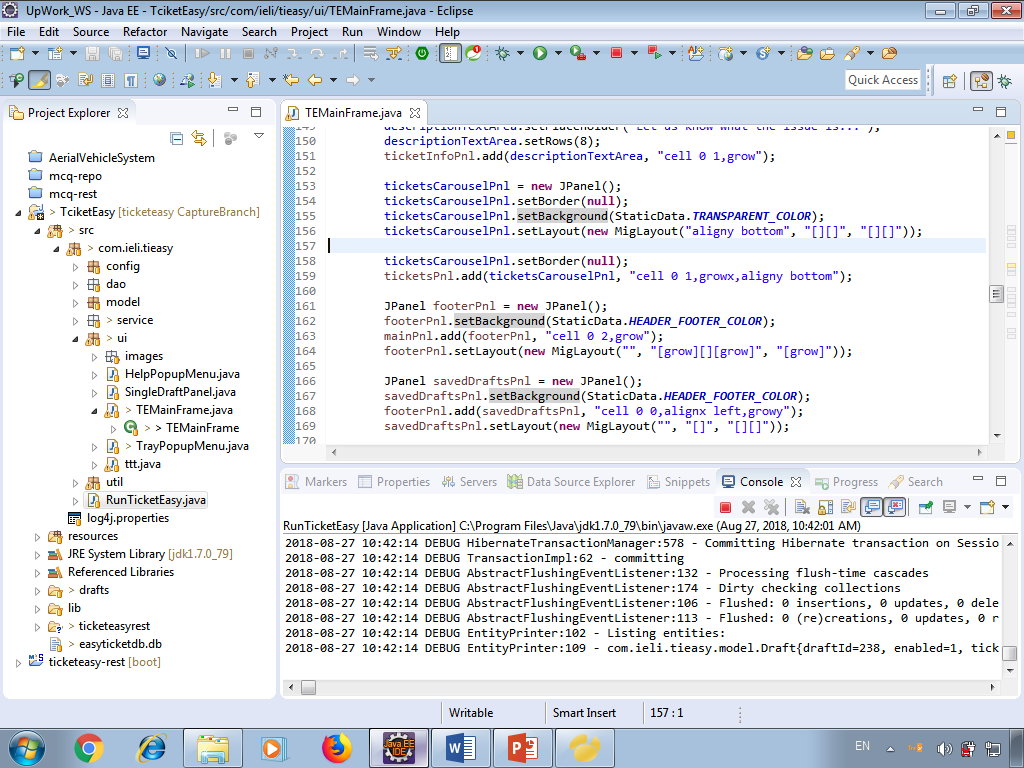 UpWork_WS - Java EE - TciketEasy/src/com/ieli/tieasy/ui/TEMainFrame.java - Eclipse
File Edit Source Refactor Navigate Search Project Run Window Help
Quick Access
Project Explorer
AerialVehicleSystem
mcq-repo
mcq-rest
> TciketEasy [ticketeasy CaptureBranch]
> src
> com.ieli.tieasy
config
dao
model
> service
> ui
images
HelpPopupMenu.java
SingleDraftPanel.java
> TEMainFrame.java
> > TEMainFrame
> TrayPopupMenu.java
ttt.java
util
RunTicketEasy.java
log4j.properties
resources
JRE System Library [jdk1.7.0_79]
Referenced Libraries
> drafts
lib
> ticketeasyrest
> easyticketdb.db
ticketeasy-rest [boot]
TEMainFrame.java
149 descriptionTextArea.setPlaceholder("Let us know what the issue is...");
150 descriptionTextArea.setRows(8);
151 ticketInfoPnl.add(descriptionTextArea, "cell 0 1,grow");
152
153 ticketsCarouselPnl = new JPanel();
154 ticketsCarouselPnl.setBorder(null);
155 ticketsCarouselPnl.setBackground(StaticData.TRANSPARENT_COLOR);
156 ticketsCarouselPnl.setLayout(new MigLayout("aligny bottom", "[][]", "[][]"));
157
158 ticketsCarouselPnl.setBorder(null);
159 ticketsPnl.add(ticketsCarouselPnl, "cell 0 1,growx,aligny bottom");
160
161 JPanel footerPnl = new JPanel();
162 footerPnl.setBackground(StaticData.HEADER_FOOTER_COLOR);
163 mainPnl.add(footerPnl, "cell 0 2,grow");
164 footerPnl.setLayout(new MigLayout("", "[grow][][grow]", "[grow]"));
165
166 JPanel savedDraftsPnl = new JPanel();
167 savedDraftsPnl.setBackground(StaticData.HEADER_FOOTER_COLOR);
168 footerPnl.add(savedDraftsPnl, "cell 0 0,alignx left,growy");
169 savedDraftsPnl.setLayout(new MigLayout("", "[]", "[][]"));
170
Markers Properties Servers Data Source Explorer Snippets Console Progress Search
RunTicketEasy [Java Application] C:\Program Files\Java\jdk1.7.0_79\bin\javaw.exe (Aug 27, 2018, 10:42:01 AM)
2018-08-27 10:42:14 DEBUG HibernateTransactionManager:578 - Committing Hibernate transaction on Sessio
2018-08-27 10:42:14 DEBUG TransactionImpl:62 - committing
2018-08-27 10:42:14 DEBUG AbstractFlushingEventListener:132 - Processing flush-time cascades
2018-08-27 10:42:14 DEBUG AbstractFlushingEventListener:174 - Dirty checking collections
2018-08-27 10:42:14 DEBUG AbstractFlushingEventListener:106 - Flushed: 0 insertions, 0 updates, 0 dele
2018-08-27 10:42:14 DEBUG AbstractFlushingEventListener:113 - Flushed: 0 (re)creations, 0 updates, 0 r
2018-08-27 10:42:14 DEBUG EntityPrinter:102 - Listing entities:
2018-08-27 10:42:14 DEBUG EntityPrinter:109 - com.ieli.tieasy.model.Draft{draftId=238, enabled=1, tick
Writable Smart Insert 157 : 1
Java EE IDE
EN